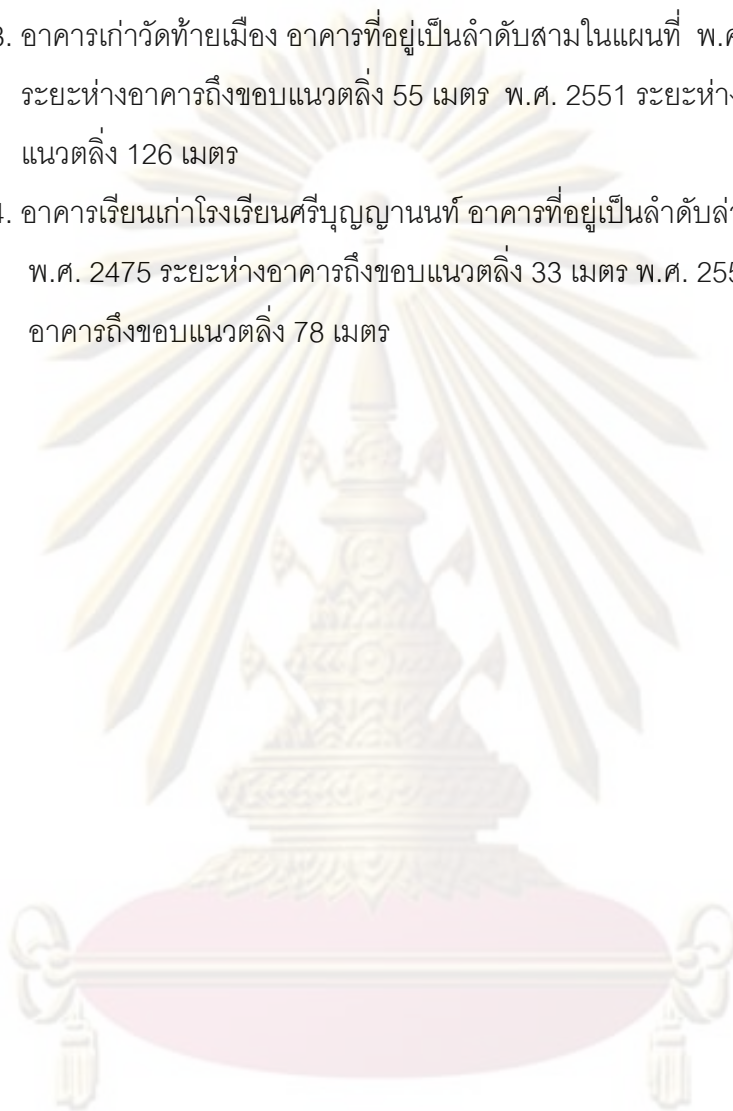 3. อาคารเก่าวัดท้ายเมือง อาคารที่อยู่เป็นลำดับสามในแผนที่ พ.ศ
ระยะห่างอาคารถึงขอบแนวตลิ่ง 55 เมตร พ.ศ. 2551 ระยะห่าง
แนวตลิ่ง 126 เมตร
4. อาคารเรียนเก่าโรงเรียนศรีบุญญานนท์ อาคารที่อยู่เป็นลำดับล่า
พ.ศ. 2475 ระยะห่างอาคารถึงขอบแนวตลิ่ง 33 เมตร พ.ศ. 255
อาคารถึงขอบแนวตลิ่ง 78 เมตร